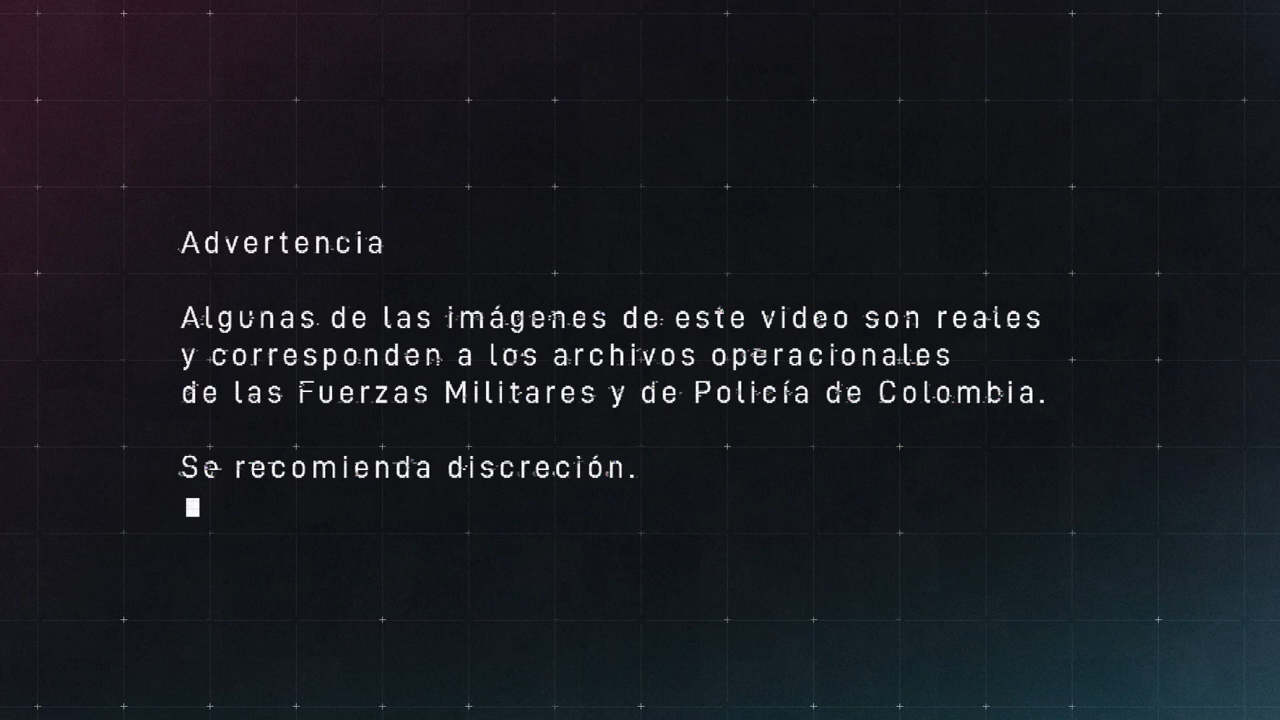 Advertencia
Algunas de las imágenes de este video son reales
y corresponden a los archivos operacionales
de las Fuerzas Militares y de Policía de Colombia.
Se recomienda discreción.